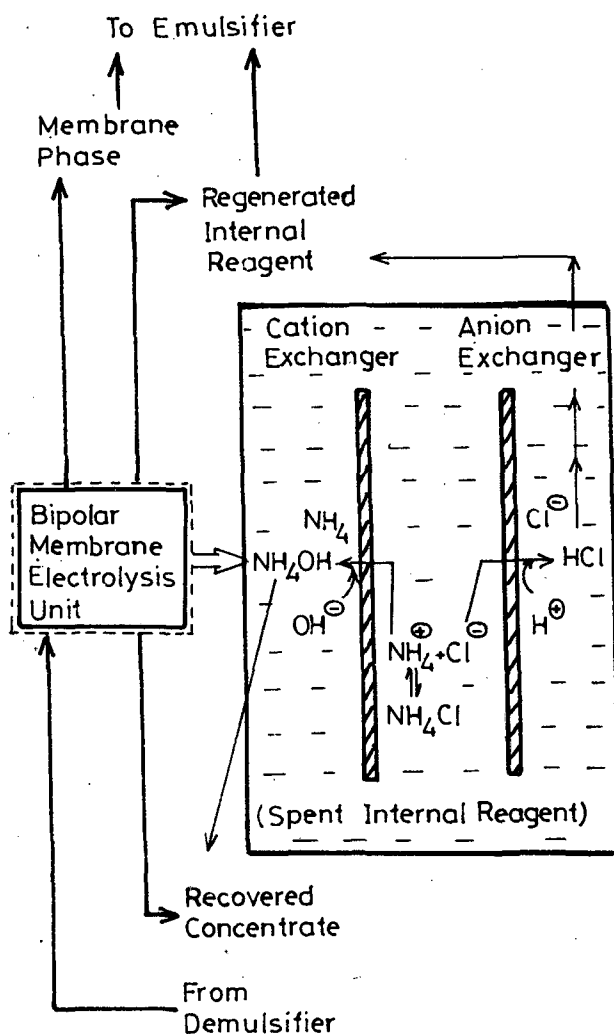 To Emulsifier
Membrane
Phase
Regenerated
Internal
Reagent
Cation
Exchanger
Anion
Exchanger
Bipolar
Membrane
Electrolysis
Unit
NH₄
Cl⊖
NH₄OH
HCl
OH⊖
H⊕
⊕ ⊖
NH₄+Cl
⇌
NH₄Cl
(Spent Internal Reagent)
Recovered
Concentrate
From
Demulsifier